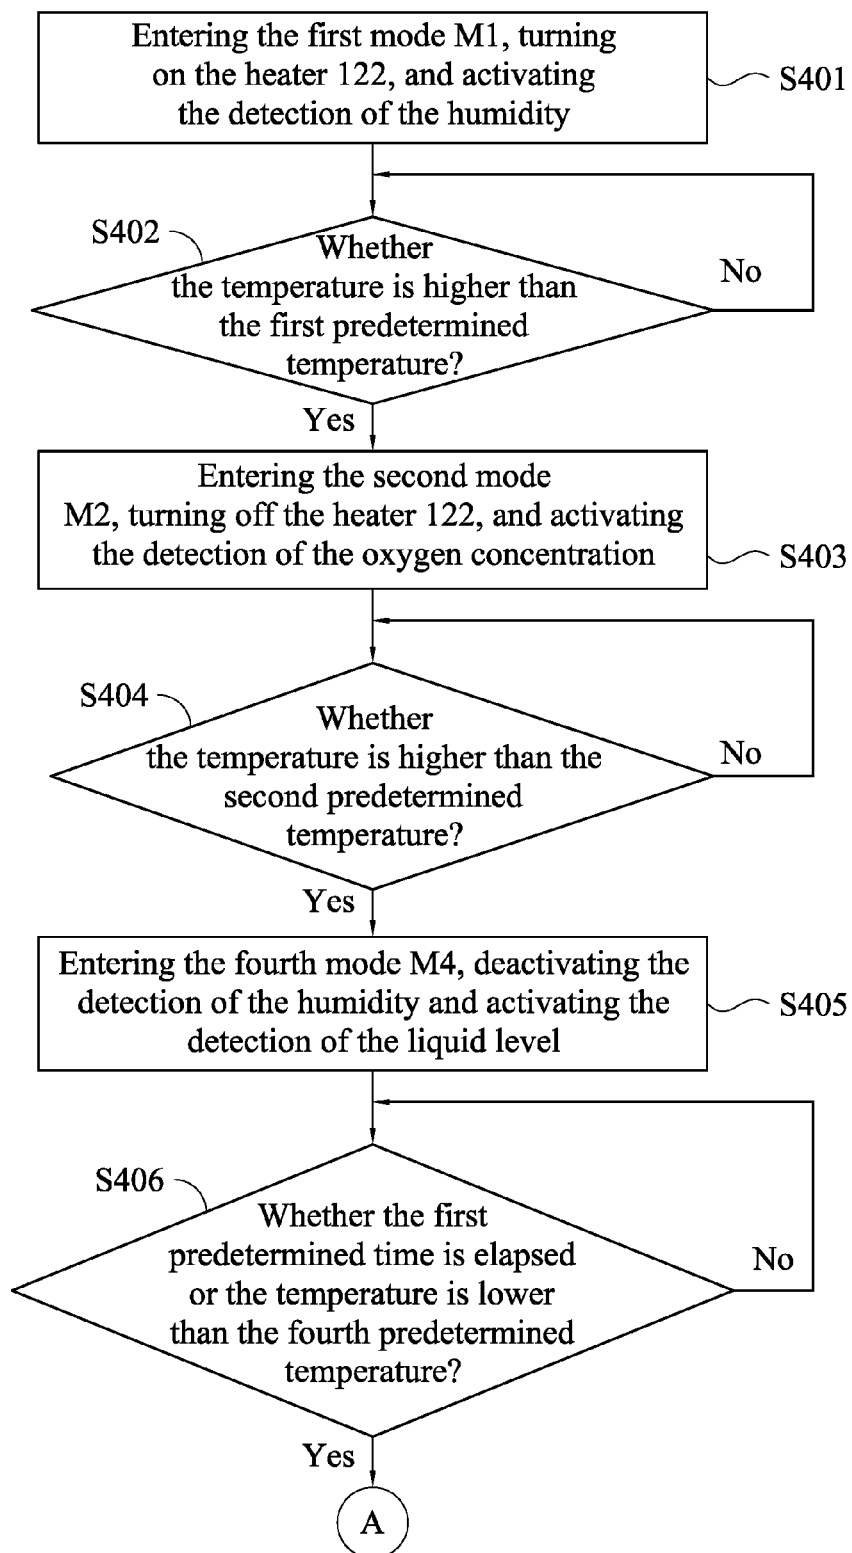 Entering the first mode M1, turning
on the heater 122, and activating
the detection of the humidity
S401
S402
Whether
the temperature is higher than
the first predetermined
temperature?
No
Yes
Entering the second mode
M2, turning off the heater 122, and activating
the detection of the oxygen concentration
S403
S404
Whether
the temperature is higher than the
second predetermined
temperature?
No
Yes
Entering the fourth mode M4, deactivating the
detection of the humidity and activating the
detection of the liquid level
S405
S406
Whether the first
predetermined time is elapsed
or the temperature is lower
than the fourth predetermined
temperature?
No
Yes
A